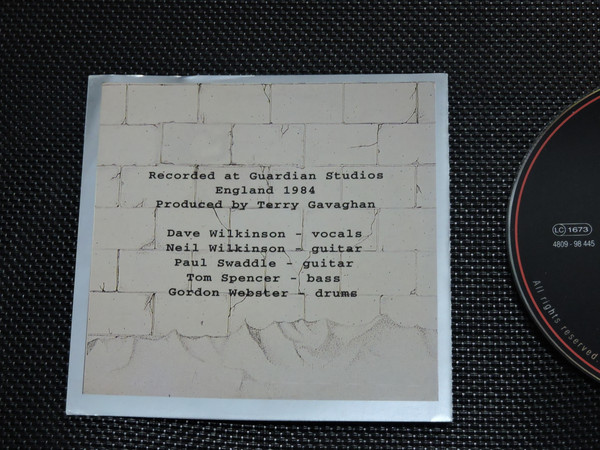 Recorded at Guardian Studios
England 1984
Produced by Terry Gavaghan
Dave Wilkinson - vocals
Neil Wilkinson - guitar
Paul Swaddle - guitar
Tom Spencer - bass
Gordon Webster - drums
LC 1673
4809 - 98 445
All rights reserved